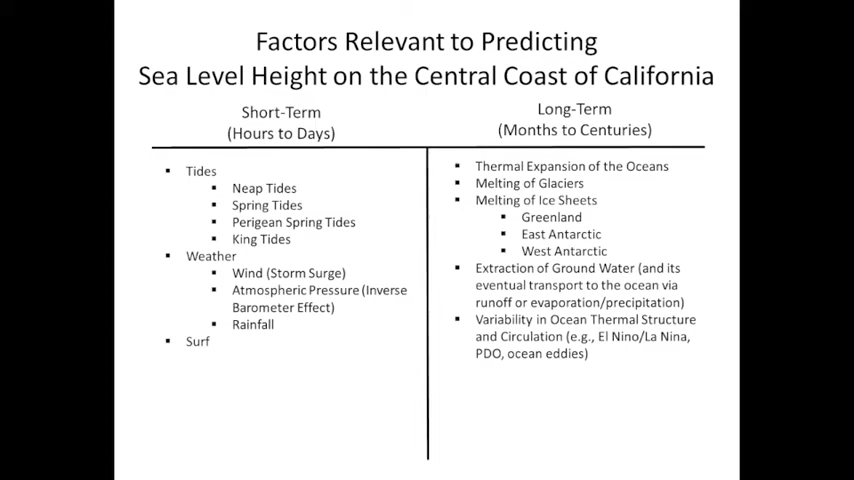 Factors Relevant to Predicting
Sea Level Height on the Central Coast of California
Short-Term
(Hours to Days)
▪ Tides
▪ Neap Tides
▪ Spring Tides
▪ Perigean Spring Tides
▪ King Tides
▪ Weather
▪ Wind (Storm Surge)
▪ Atmospheric Pressure (Inverse
Barometer Effect)
▪ Rainfall
▪ Surf
Long-Term
(Months to Centuries)
▪ Thermal Expansion of the Oceans
▪ Melting of Glaciers
▪ Melting of Ice Sheets
▪ Greenland
▪ East Antarctic
▪ West Antarctic
▪ Extraction of Ground Water (and its
eventual transport to the ocean via
runoff or evaporation/precipitation)
▪ Variability in Ocean Thermal Structure
and Circulation (e.g., El Nino/La Nina,
PDO, ocean eddies)